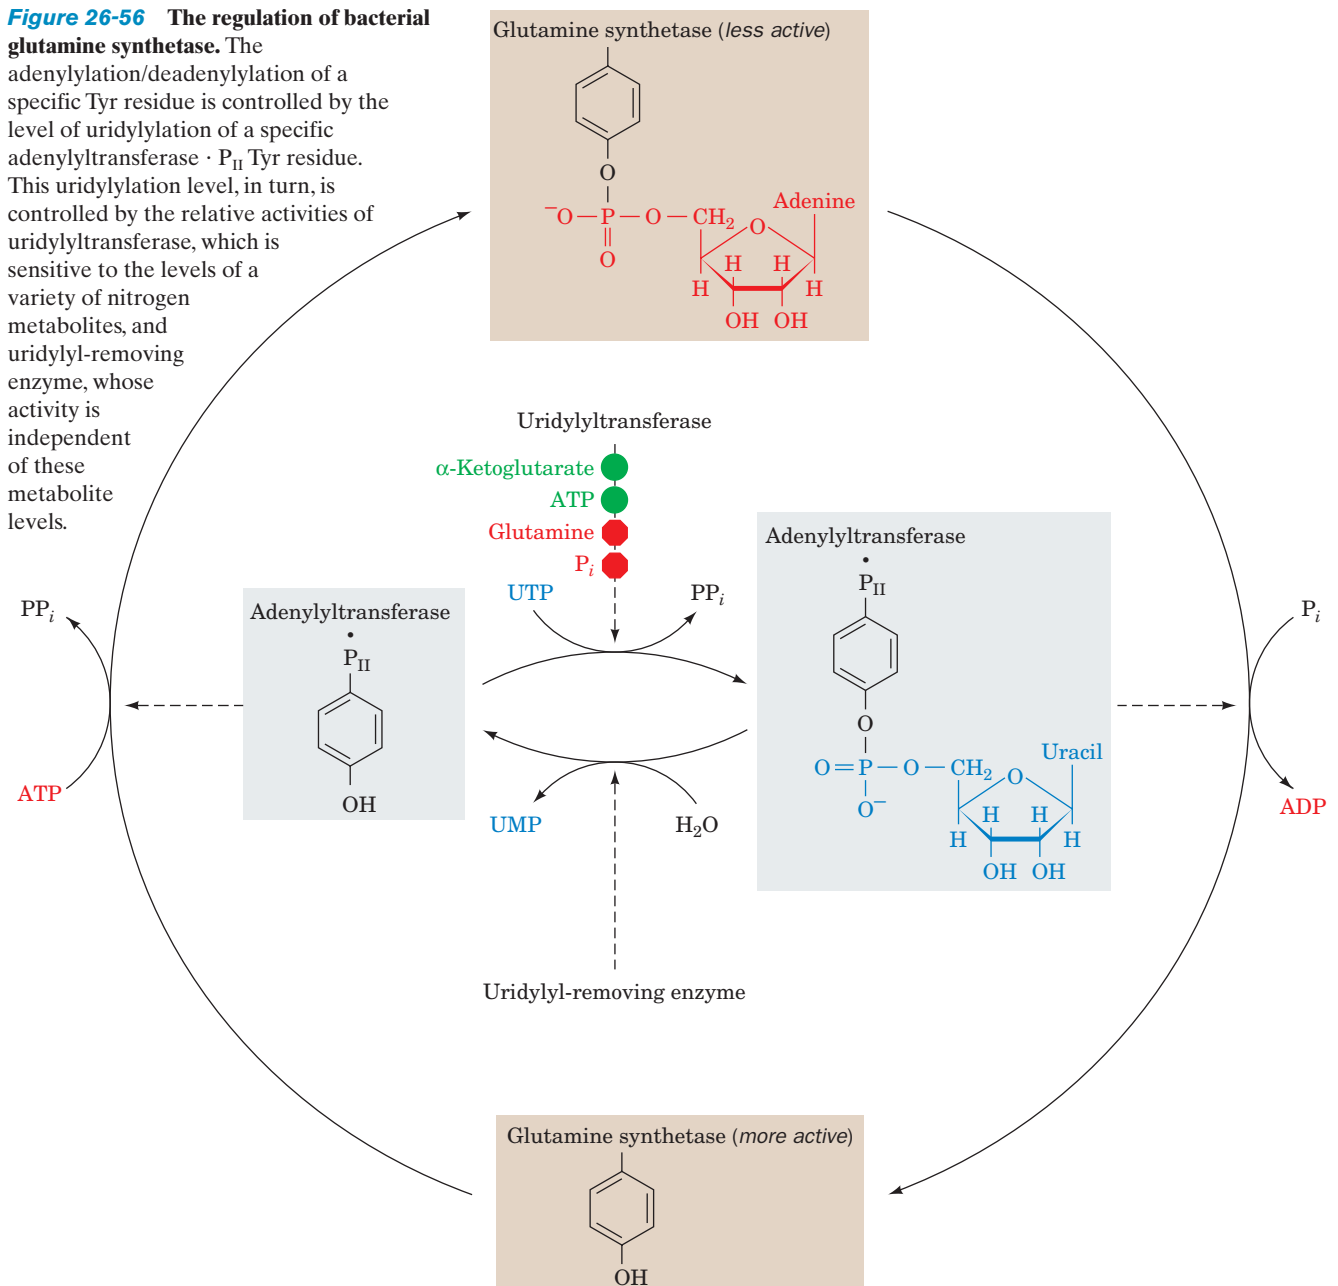 Figure 26-56 The regulation of bacterial
glutamine synthetase. The
adenylylation/deadenylylation of a
specific Tyr residue is controlled by the
level of uridylylation of a specific
adenylyltransferase · PII Tyr residue.
This uridylylation level, in turn, is
controlled by the relative activities of
uridylyltransferase, which is
sensitive to the levels of a
variety of nitrogen
metabolites, and
uridylyl-removing
enzyme, whose
activity is
independent
of these
metabolite
levels.
Glutamine synthetase (less active)
O
Adenine
⁻O—P—O—CH₂ O
O
H H
H H
OH OH
Uridylyltransferase
α-Ketoglutarate
ATP
Glutamine
Pi
UTP
PPi
PPi
ATP
Adenylyltransferase
•
PII
OH
Adenylyltransferase
•
PII
O
Uracil
O=P—O—CH₂ O
O⁻
H H
H H
OH OH
Pi
ADP
UMP
H₂O
Uridylyl-removing enzyme
Glutamine synthetase (more active)
OH